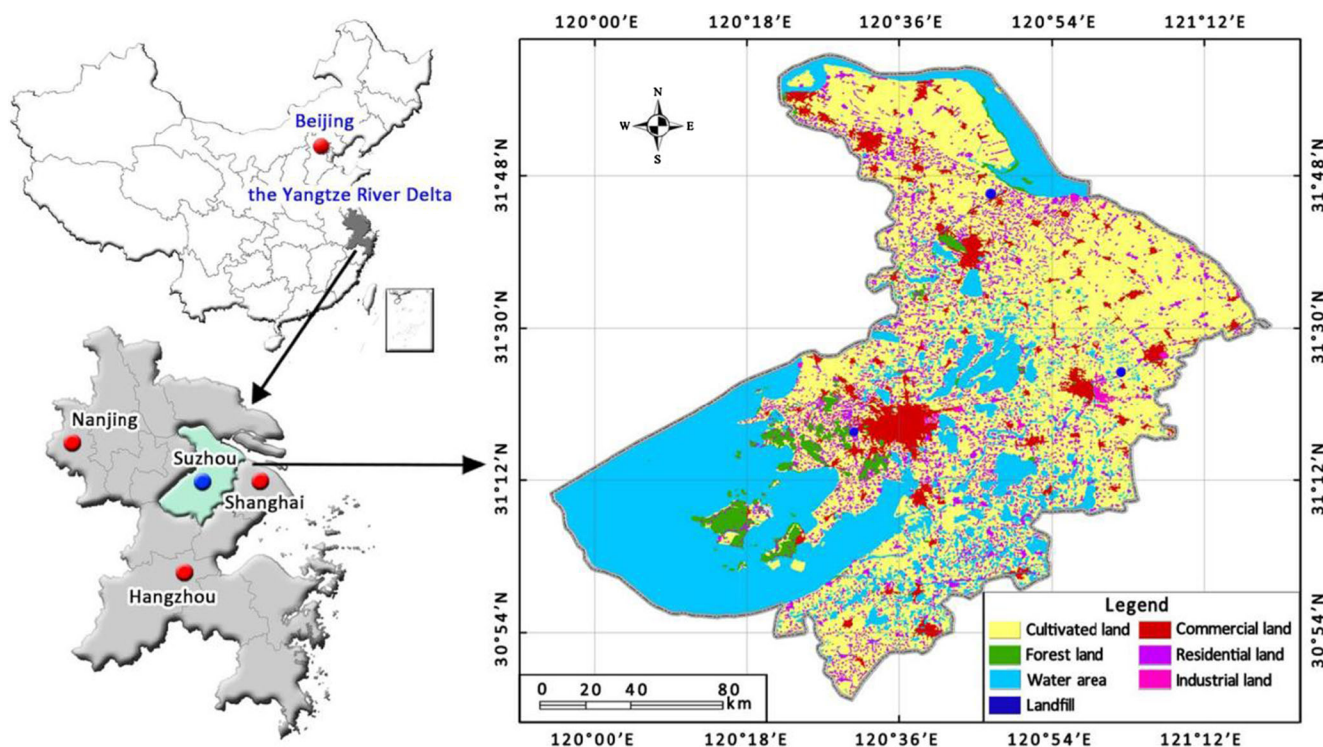 Beijing
the Yangtze River Delta
Nanjing
Suzhou
Shanghai
Hangzhou
120°00′E 120°18′E 120°36′E 120°54′E 121°12′E
N
W E
S
31°48′N 31°48′N
31°30′N 31°30′N
31°12′N 31°12′N
30°54′N 30°54′N
Legend
Cultivated land Commercial land
Forest land Residential land
Water area Industrial land
Landfill
0 20 40 80
km
120°00′E 120°18′E 120°36′E 120°54′E 121°12′E